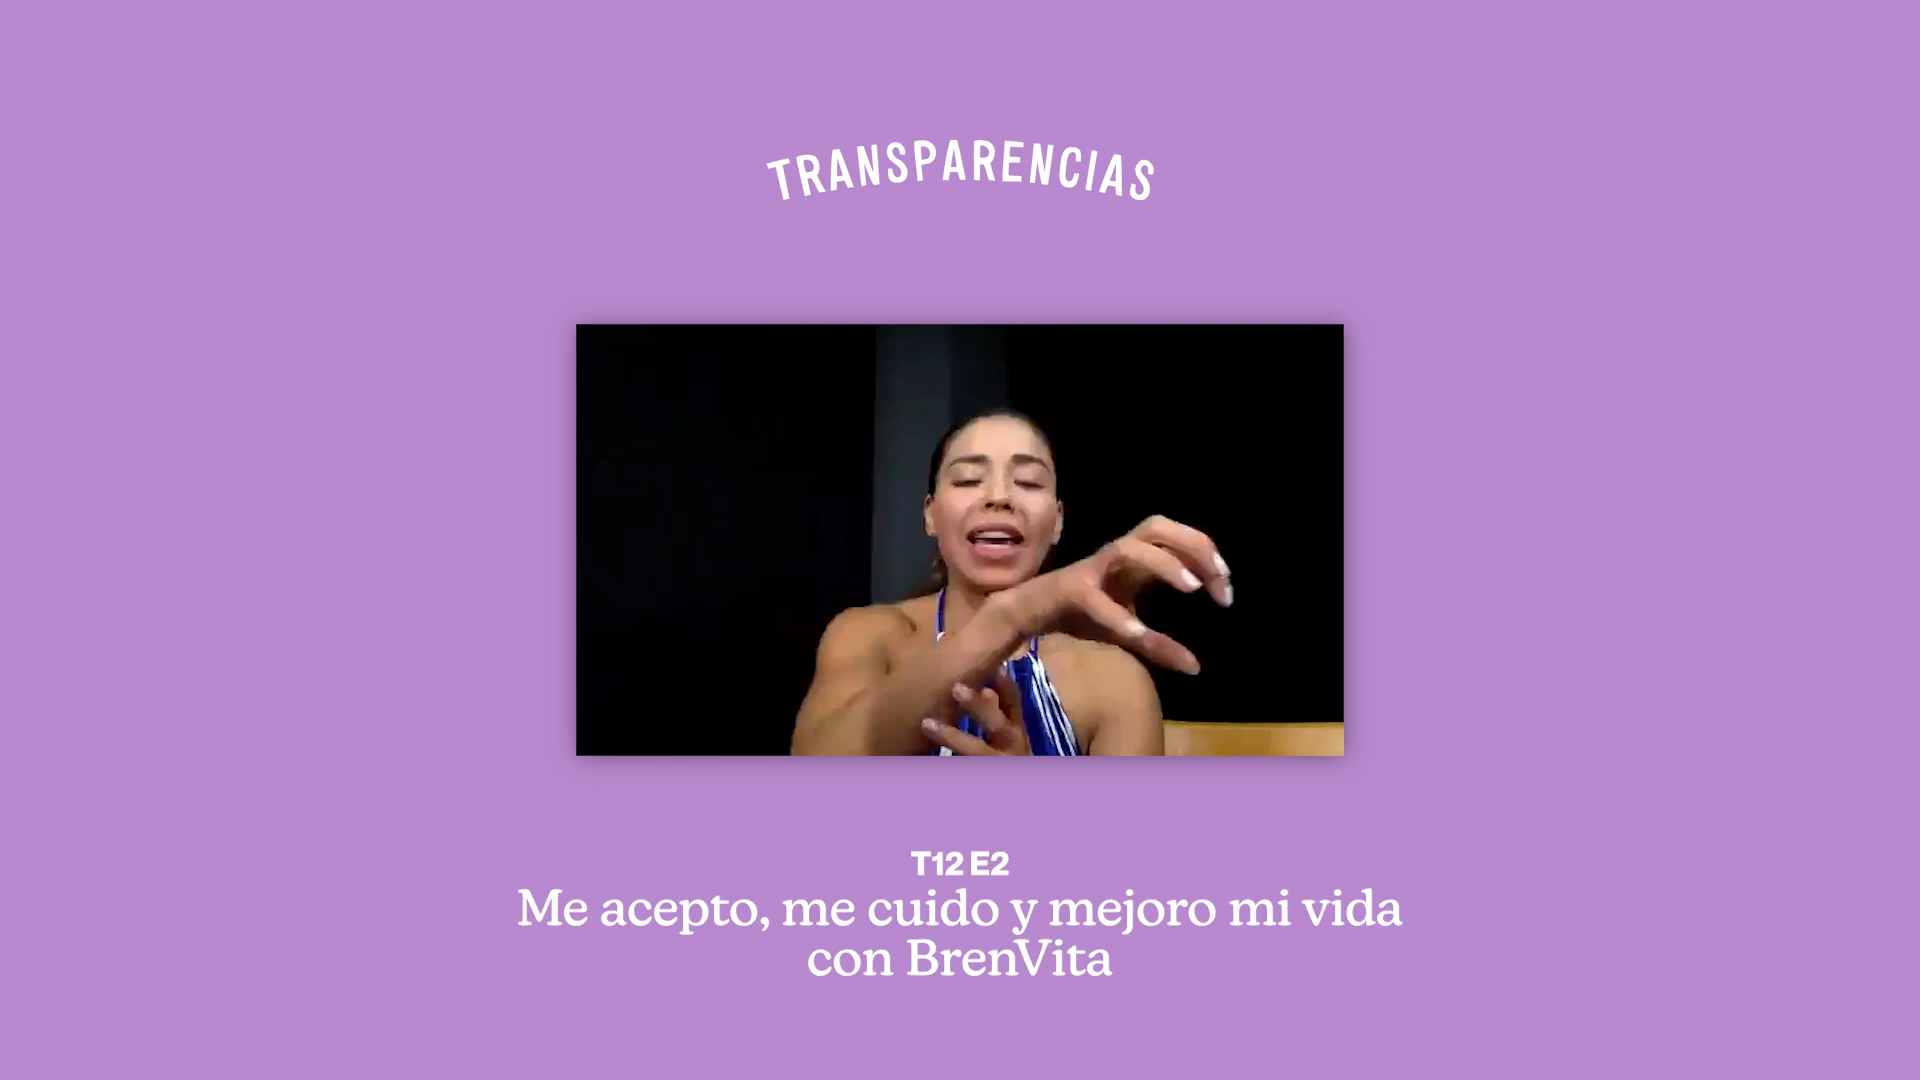 TRANSPARENCIAS
T12 E2
Me acepto, me cuido y mejoro mi vida
con BrenVita